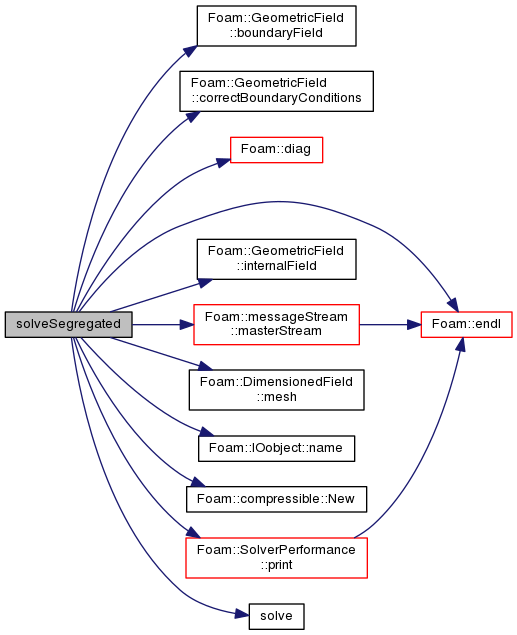 Foam::GeometricField
::boundaryField
Foam::GeometricField
::correctBoundaryConditions
Foam::diag
Foam::GeometricField
::internalField
solveSegregated
Foam::messageStream
::masterStream
Foam::endl
Foam::DimensionedField
::mesh
Foam::IOobject::name
Foam::compressible::New
Foam::SolverPerformance
::print
solve